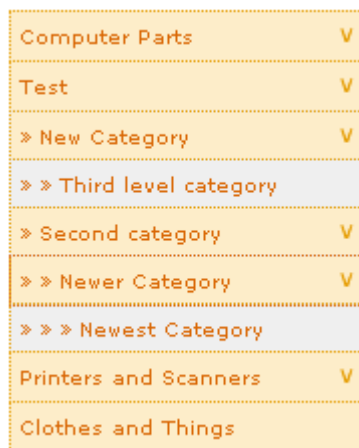 Computer Parts V
Test V
» New Category V
» » Third level category
» Second category V
» » Newer Category V
» » » Newest Category
Printers and Scanners V
Clothes and Things